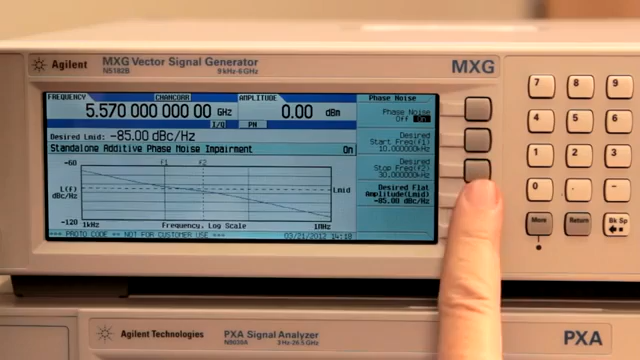 Agilent MXG Vector Signal Generator
N5182B 9 kHz-6 GHz
MXG
FREQUENCY CHANCORR AMPLITUDE
5.570 000 000 00 GHz 0.00 dBm
I/Q PN
Desired Lmid: -85.00 dBc/Hz
Standalone Additive Phase Noise Impairment On
-60 f1 f2
L(f) Lmid
dBc/Hz
-120 1kHz Frequency, Log Scale 1MHz
*** PROTO CODE ** NOT FOR CUSTOMER USE *** 03/21/2012 14:18
Phase Noise
Phase Noise
Off On
Desired
Start Freq(f1)
10.000000kHz
Desired
Stop Freq(f2)
30.000000kHz
Desired Flat
Amplitude(Lmid)
-85.00 dBc/Hz
7 8 9
4 5 6
1 2 3
0 . -
More Return Bk Sp
Agilent Technologies PXA Signal Analyzer
N9030A 3 Hz-26.5 GHz
PXA